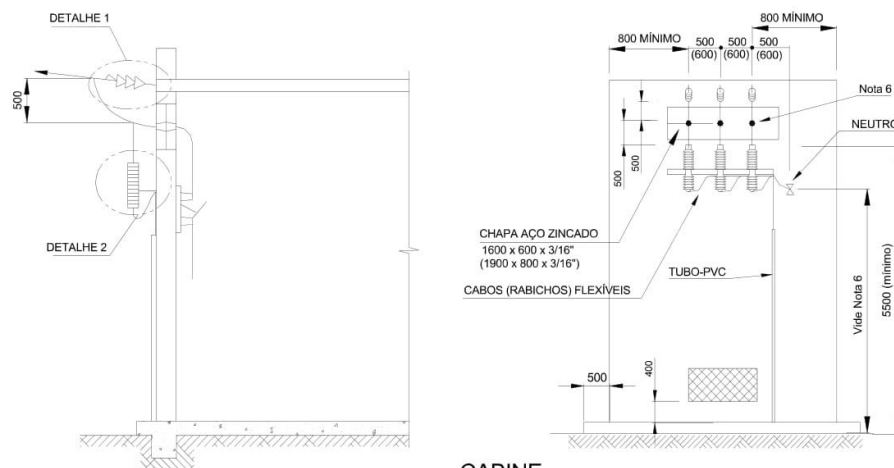 DETALHE 1
500
DETALHE 2
800 MÍNIMO
800 MÍNIMO
500 500 500
(600) (600) (600)
Nota 6
NEUTRO
500
500
CHAPA AÇO ZINCADO
1600 x 600 x 3/16"
(1900 x 800 x 3/16")
CABOS (RABICHOS) FLEXÍVEIS
TUBO-PVC
Vide Nota 6
5500 (mínimo)
500
400
CABINE